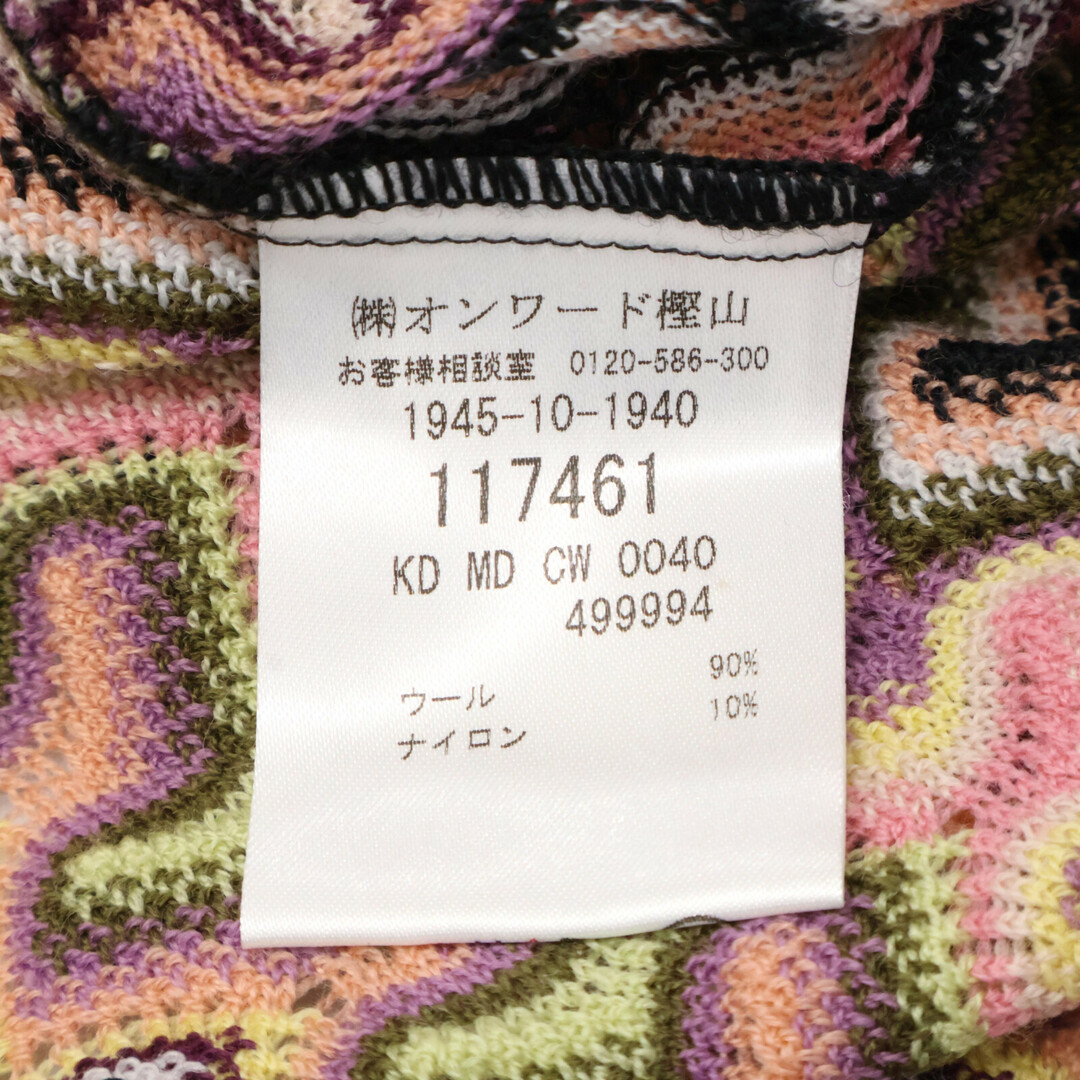 ㈱オンワード樫山
お客様相談室 0120-586-300
1945-10-1940
117461
KD MD CW 0040
499994
ウール 90%
ナイロン 10%